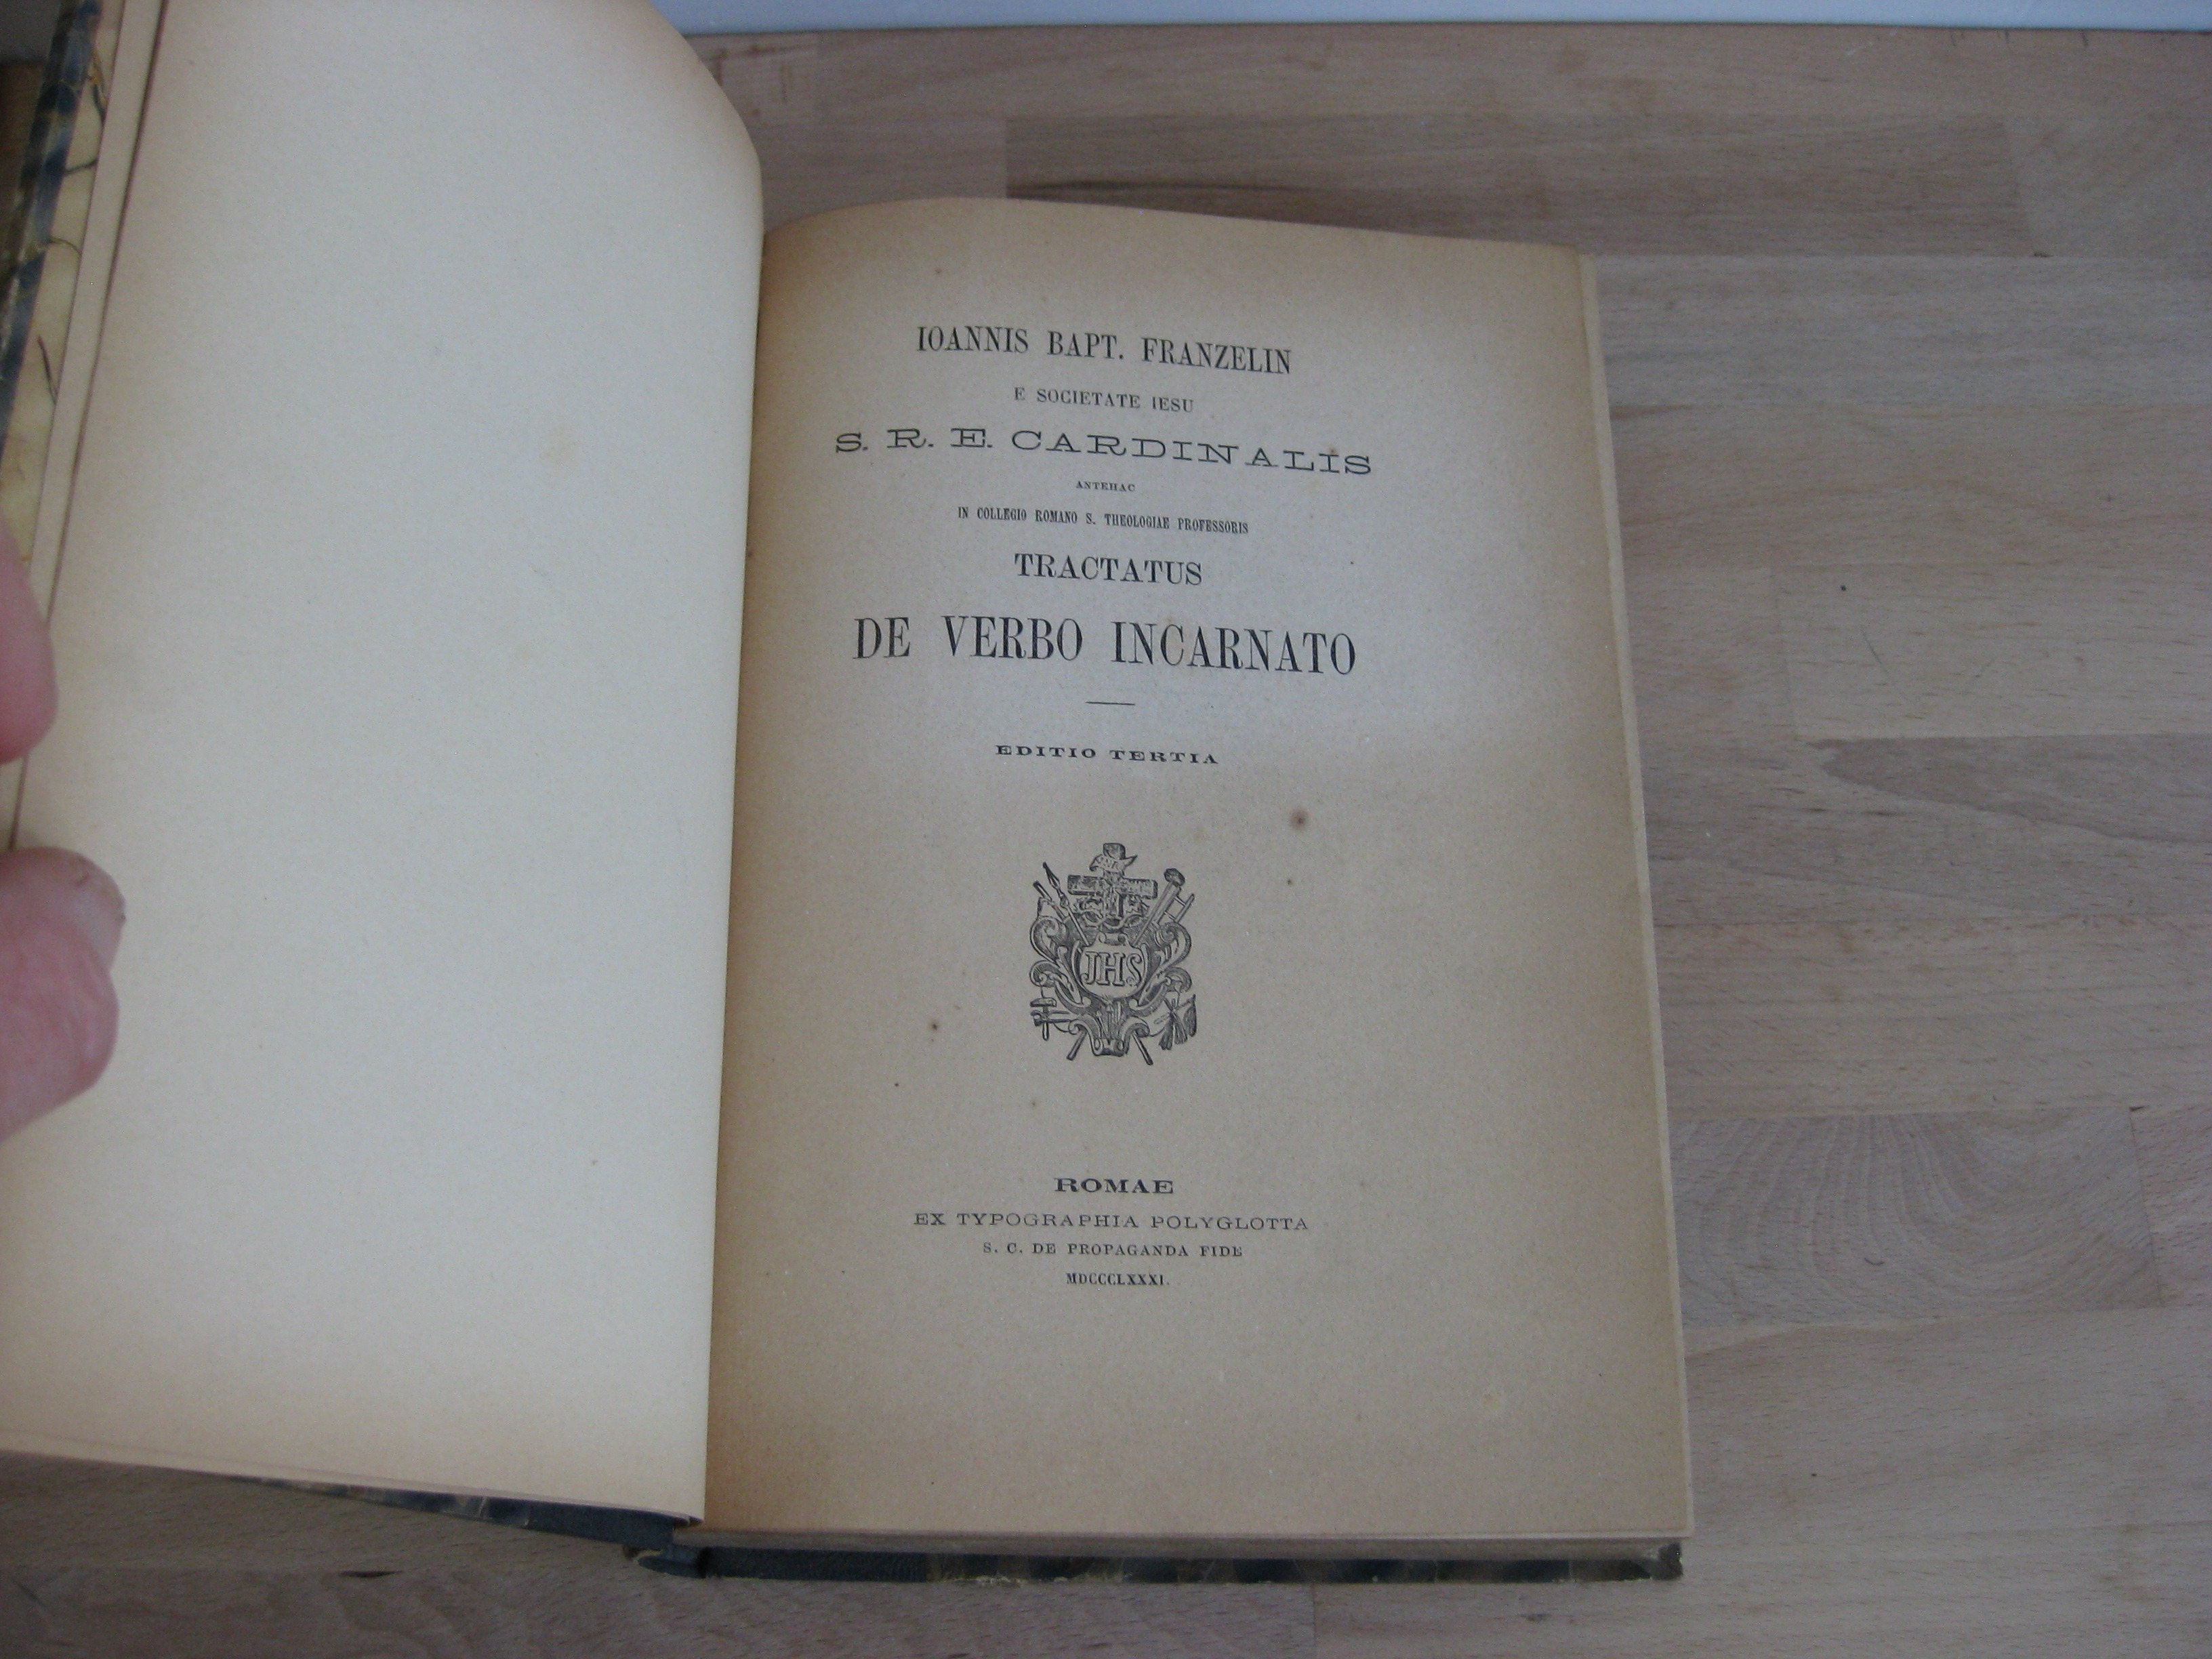 IOANNIS BAPT. FRANZELIN
E SOCIETATE IESU
S. R. E. CARDINALIS
ANTEHAC
IN COLLEGIO ROMANO S. THEOLOGIAE PROFESSORIS
TRACTATUS
DE VERBO INCARNATO
EDITIO TERTIA
JHS
ROMAE
EX TYPOGRAPHIA POLYGLOTTA
S. C. DE PROPAGANDA FIDE
MDCCCLXXXI.